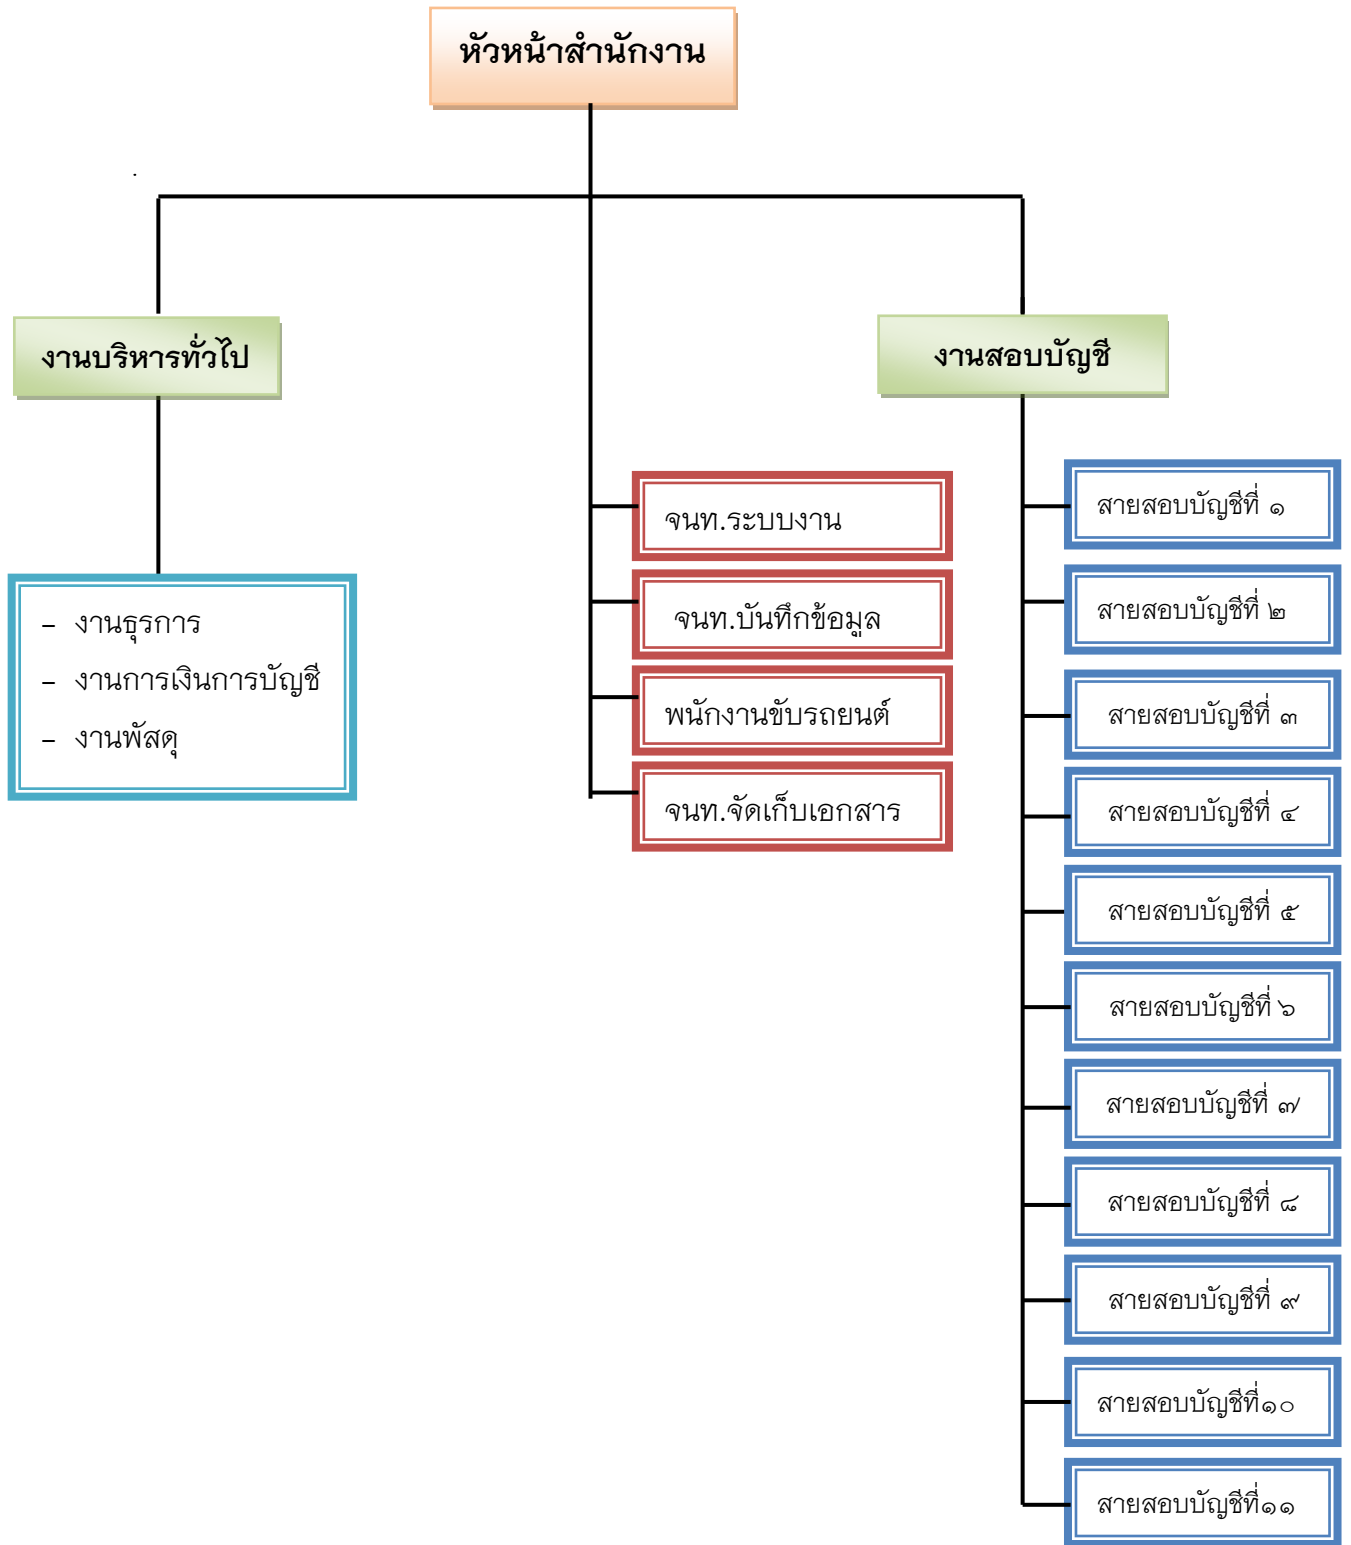 หัวหน้าสำนักงาน
งานบริหารทั่วไป
งานสอบบัญชี
– งานธุรการ
– งานการเงินการบัญชี
– งานพัสดุ
จนท.ระบบงาน
จนท.บันทึกข้อมูล
พนักงานขับรถยนต์
จนท.จัดเก็บเอกสาร
สายสอบบัญชีที่ ๑
สายสอบบัญชีที่ ๒
สายสอบบัญชีที่ ๓
สายสอบบัญชีที่ ๔
สายสอบบัญชีที่ ๕
สายสอบบัญชีที่ ๖
สายสอบบัญชีที่ ๗
สายสอบบัญชีที่ ๘
สายสอบบัญชีที่ ๙
สายสอบบัญชีที่๑๐
สายสอบบัญชีที่๑๑